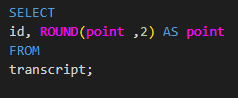 SELECT
id, ROUND(point ,2) AS point
FROM
transcript;